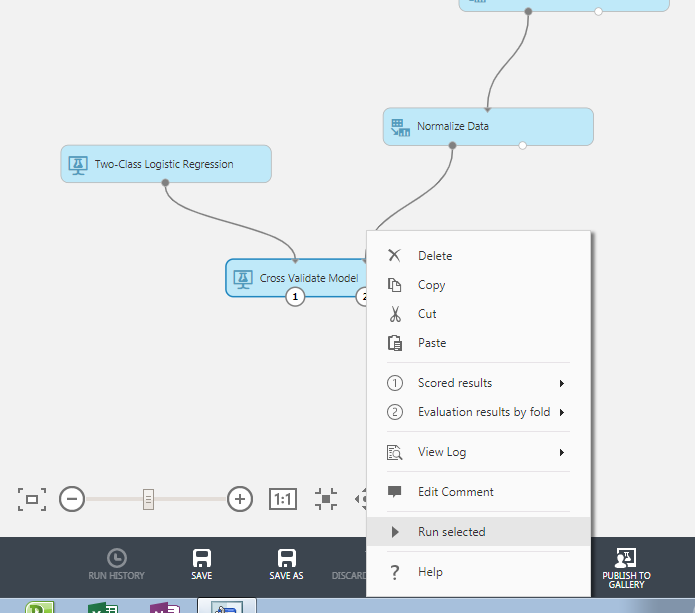 Normalize Data
Two-Class Logistic Regression
Cross Validate Model
1
2
Delete
Copy
Cut
Paste
1 Scored results
2 Evaluation results by fold
View Log
Edit Comment
Run selected
? Help
1:1
RUN HISTORY
SAVE
SAVE AS
DISCARD
PUBLISH TO
GALLERY